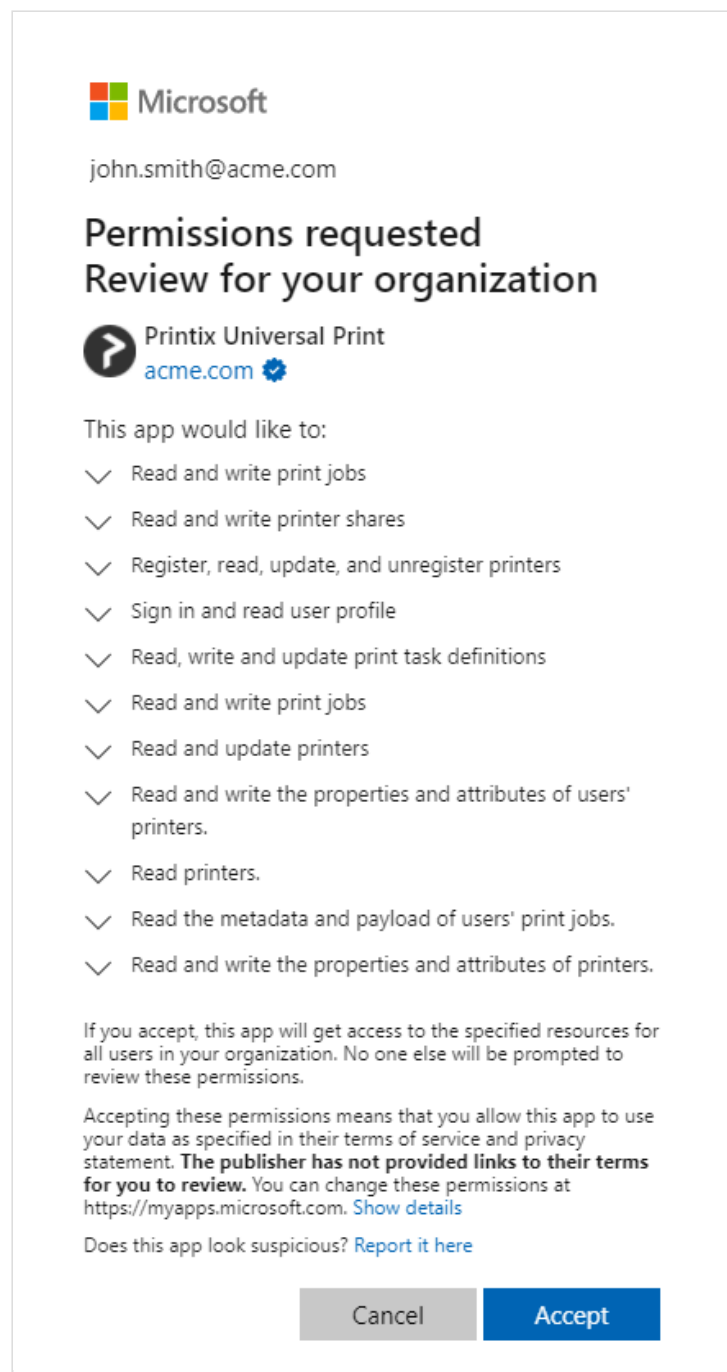 Microsoft
john.smith@acme.com
Permissions requested
Review for your organization
Printix Universal Print
acme.com
This app would like to:
Read and write print jobs
Read and write printer shares
Register, read, update, and unregister printers
Sign in and read user profile
Read, write and update print task definitions
Read and write print jobs
Read and update printers
Read and write the properties and attributes of users'
printers.
Read printers.
Read the metadata and payload of users' print jobs.
Read and write the properties and attributes of printers.
If you accept, this app will get access to the specified resources for
all users in your organization. No one else will be prompted to
review these permissions.
Accepting these permissions means that you allow this app to use
your data as specified in their terms of service and privacy
statement. The publisher has not provided links to their terms
for you to review. You can change these permissions at
https://myapps.microsoft.com. Show details
Does this app look suspicious? Report it here
Cancel Accept